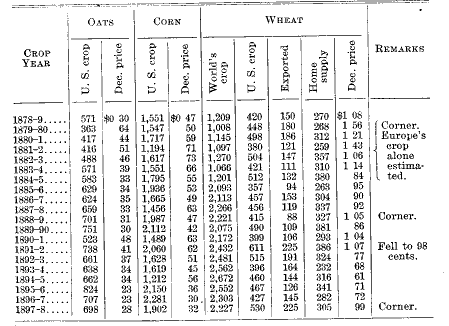 OATS CORN WHEAT
CROP YEAR U. S. crop Dec. price U. S. crop Dec. price World's crop U. S. crop Exported Home supply Dec. price REMARKS
1878-9..... 571 $0 30 1,551 $0 47 1,209 420 150 270 $1 08
1879-80.... 363 64 1,547 50 1,008 448 180 268 1 56 Corner.
1880-1..... 417 44 1,717 59 1,145 498 186 312 1 21 Europe's
1881-2..... 416 51 1,194 71 1,097 380 121 259 1 43 crop
1882-3..... 488 46 1,617 73 1,270 504 147 357 1 06 alone
1883-4..... 571 39 1,551 66 1,066 421 111 310 1 14 estima-
1884-5..... 583 33 1,795 55 1,201 512 132 380 84 ted.
1885-6..... 629 34 1,936 53 2,093 357 94 263 95
1886-7..... 624 35 1,665 49 2,113 457 153 304 90
1887-8..... 659 33 1,456 63 2,266 456 119 337 92
1888-9..... 701 31 1,987 47 2,221 415 88 327 1 05 Corner.
1889-90.... 751 30 2,112 42 2,075 490 109 381 86
1890-1..... 523 48 1,489 63 2,172 399 106 293 1 04
1891-2..... 738 41 2,060 62 2,432 611 225 386 1 07 Fell to 98
1892-3..... 661 37 1,628 51 2,481 515 191 324 77 cents.
1893-4..... 638 34 1,619 45 2,562 396 164 232 68
1894-5..... 662 34 1,212 56 2,672 460 144 316 61
1895-6..... 824 23 2,150 36 2,552 467 126 341 71
1896-7..... 707 23 2,281 30 2,303 427 145 282 72
1897-8..... 698 28 1,902 32 2,227 530 225 305 99 Corner.